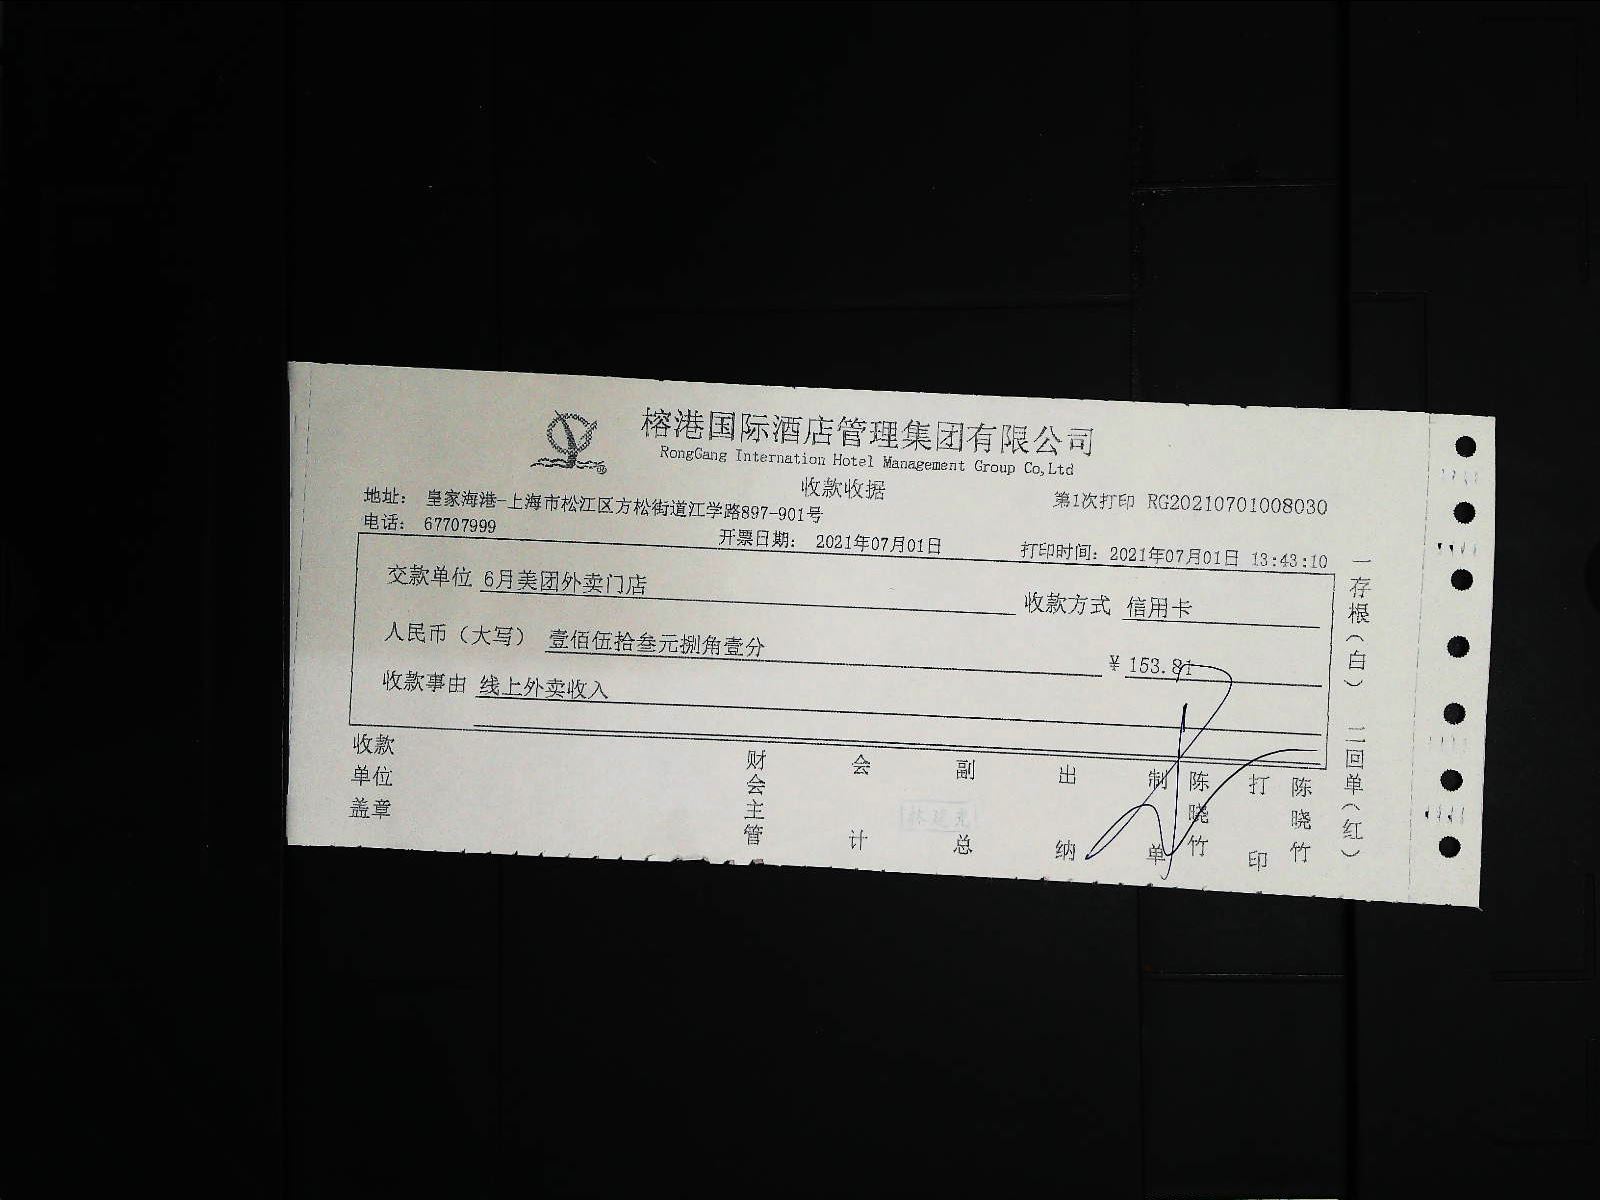 榕港国际酒店管理集团有限公司
RongGang Internation Hotel Management Group Co,Ltd
收款收据
地址： 皇家海港-上海市松江区方松街道江学路897-901号
第1次打印 RG20210701008030
电话： 67707999
开票日期： 2021年07月01日
打印时间：2021年07月01日 13:43:10
交款单位 6月美团外卖门店
收款方式 信用卡
人民币（大写） 壹佰伍拾叁元捌角壹分
¥ 153.81
收款事由 线上外卖收入
收款单位盖章
财会主管
会计
副总
出纳
制单
陈晓竹
打印
陈晓竹
一存根（白） 二回单（红）